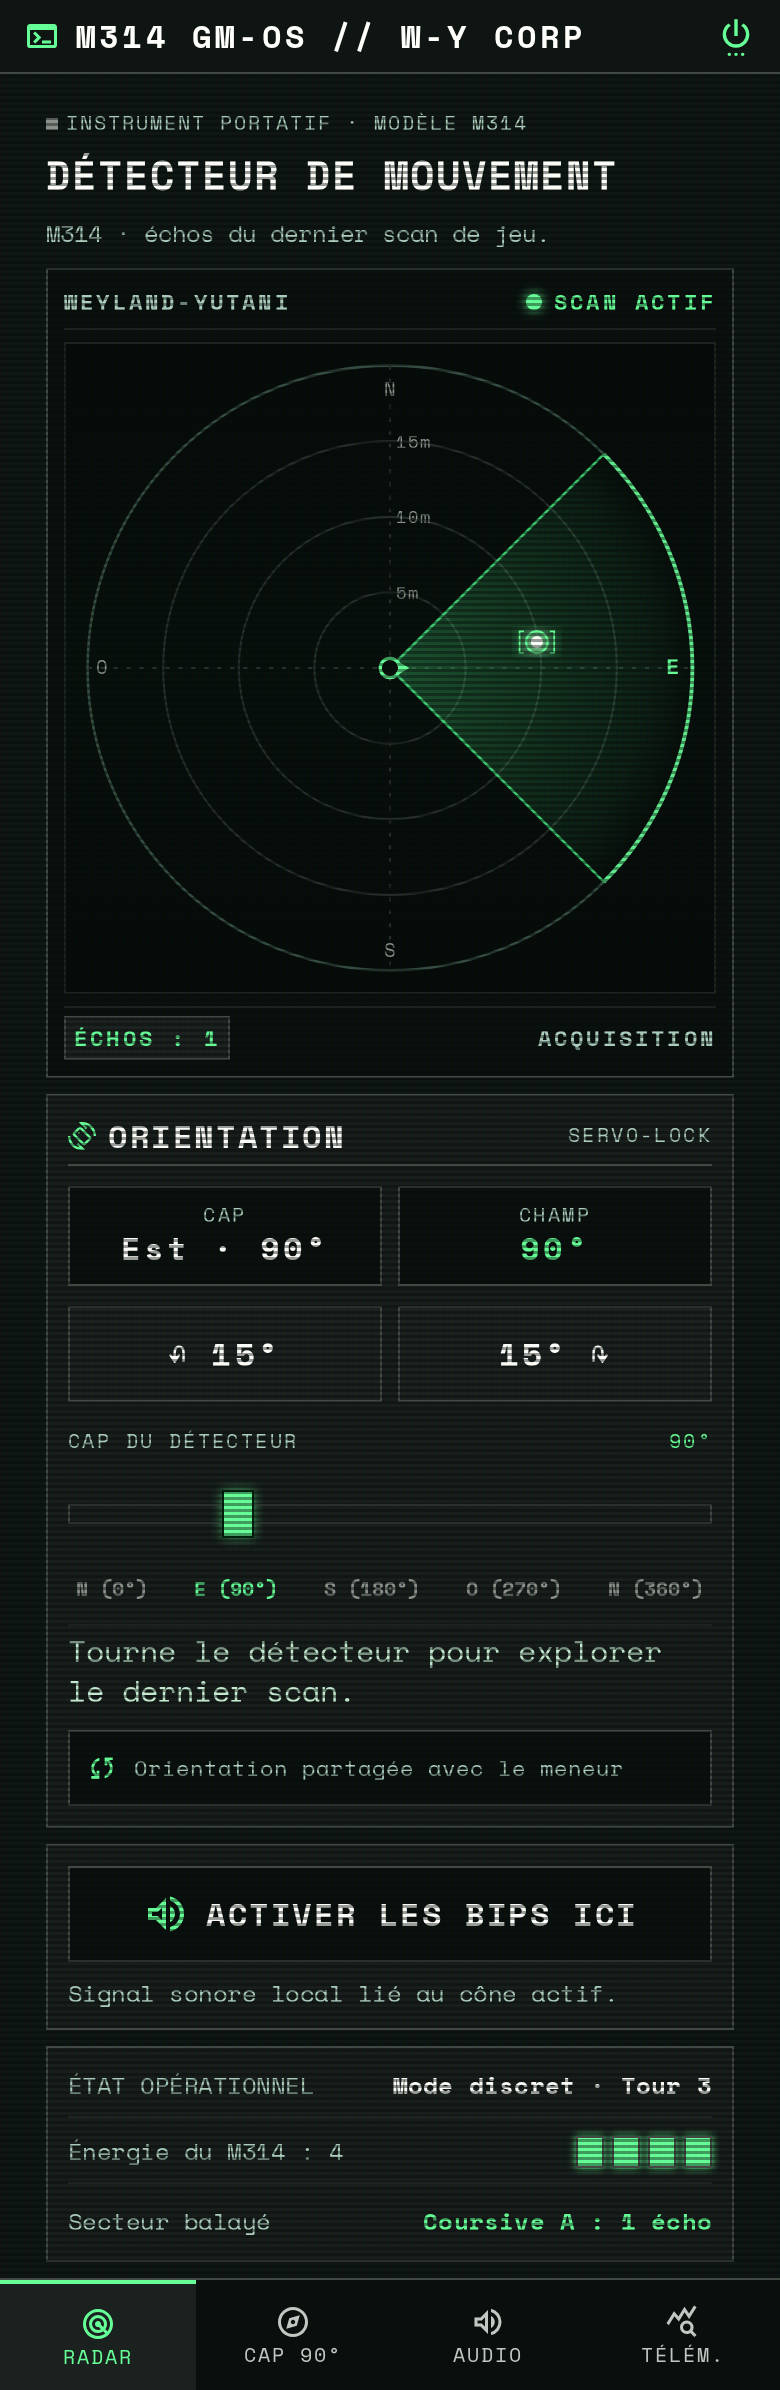 M314 GM-OS // W-Y CORP
INSTRUMENT PORTATIF · MODÈLE M314
DÉTECTEUR DE MOUVEMENT
M314 · échos du dernier scan de jeu.
WEYLAND-YUTANI
SCAN ACTIF
N
15m
10m
5m
O
E
S
ÉCHOS : 1
ACQUISITION
ORIENTATION
SERVO-LOCK
CAP
Est · 90°
CHAMP
90°
↶ 15°
15° ↷
CAP DU DÉTECTEUR
90°
N (0°)
E (90°)
S (180°)
O (270°)
N (360°)
Tourne le détecteur pour explorer
le dernier scan.
Orientation partagée avec le meneur
ACTIVER LES BIPS ICI
Signal sonore local lié au cône actif.
ÉTAT OPÉRATIONNEL
Mode discret · Tour 3
Énergie du M314 : 4
Secteur balayé
Coursive A : 1 écho
RADAR
CAP 90°
AUDIO
TÉLÉM.